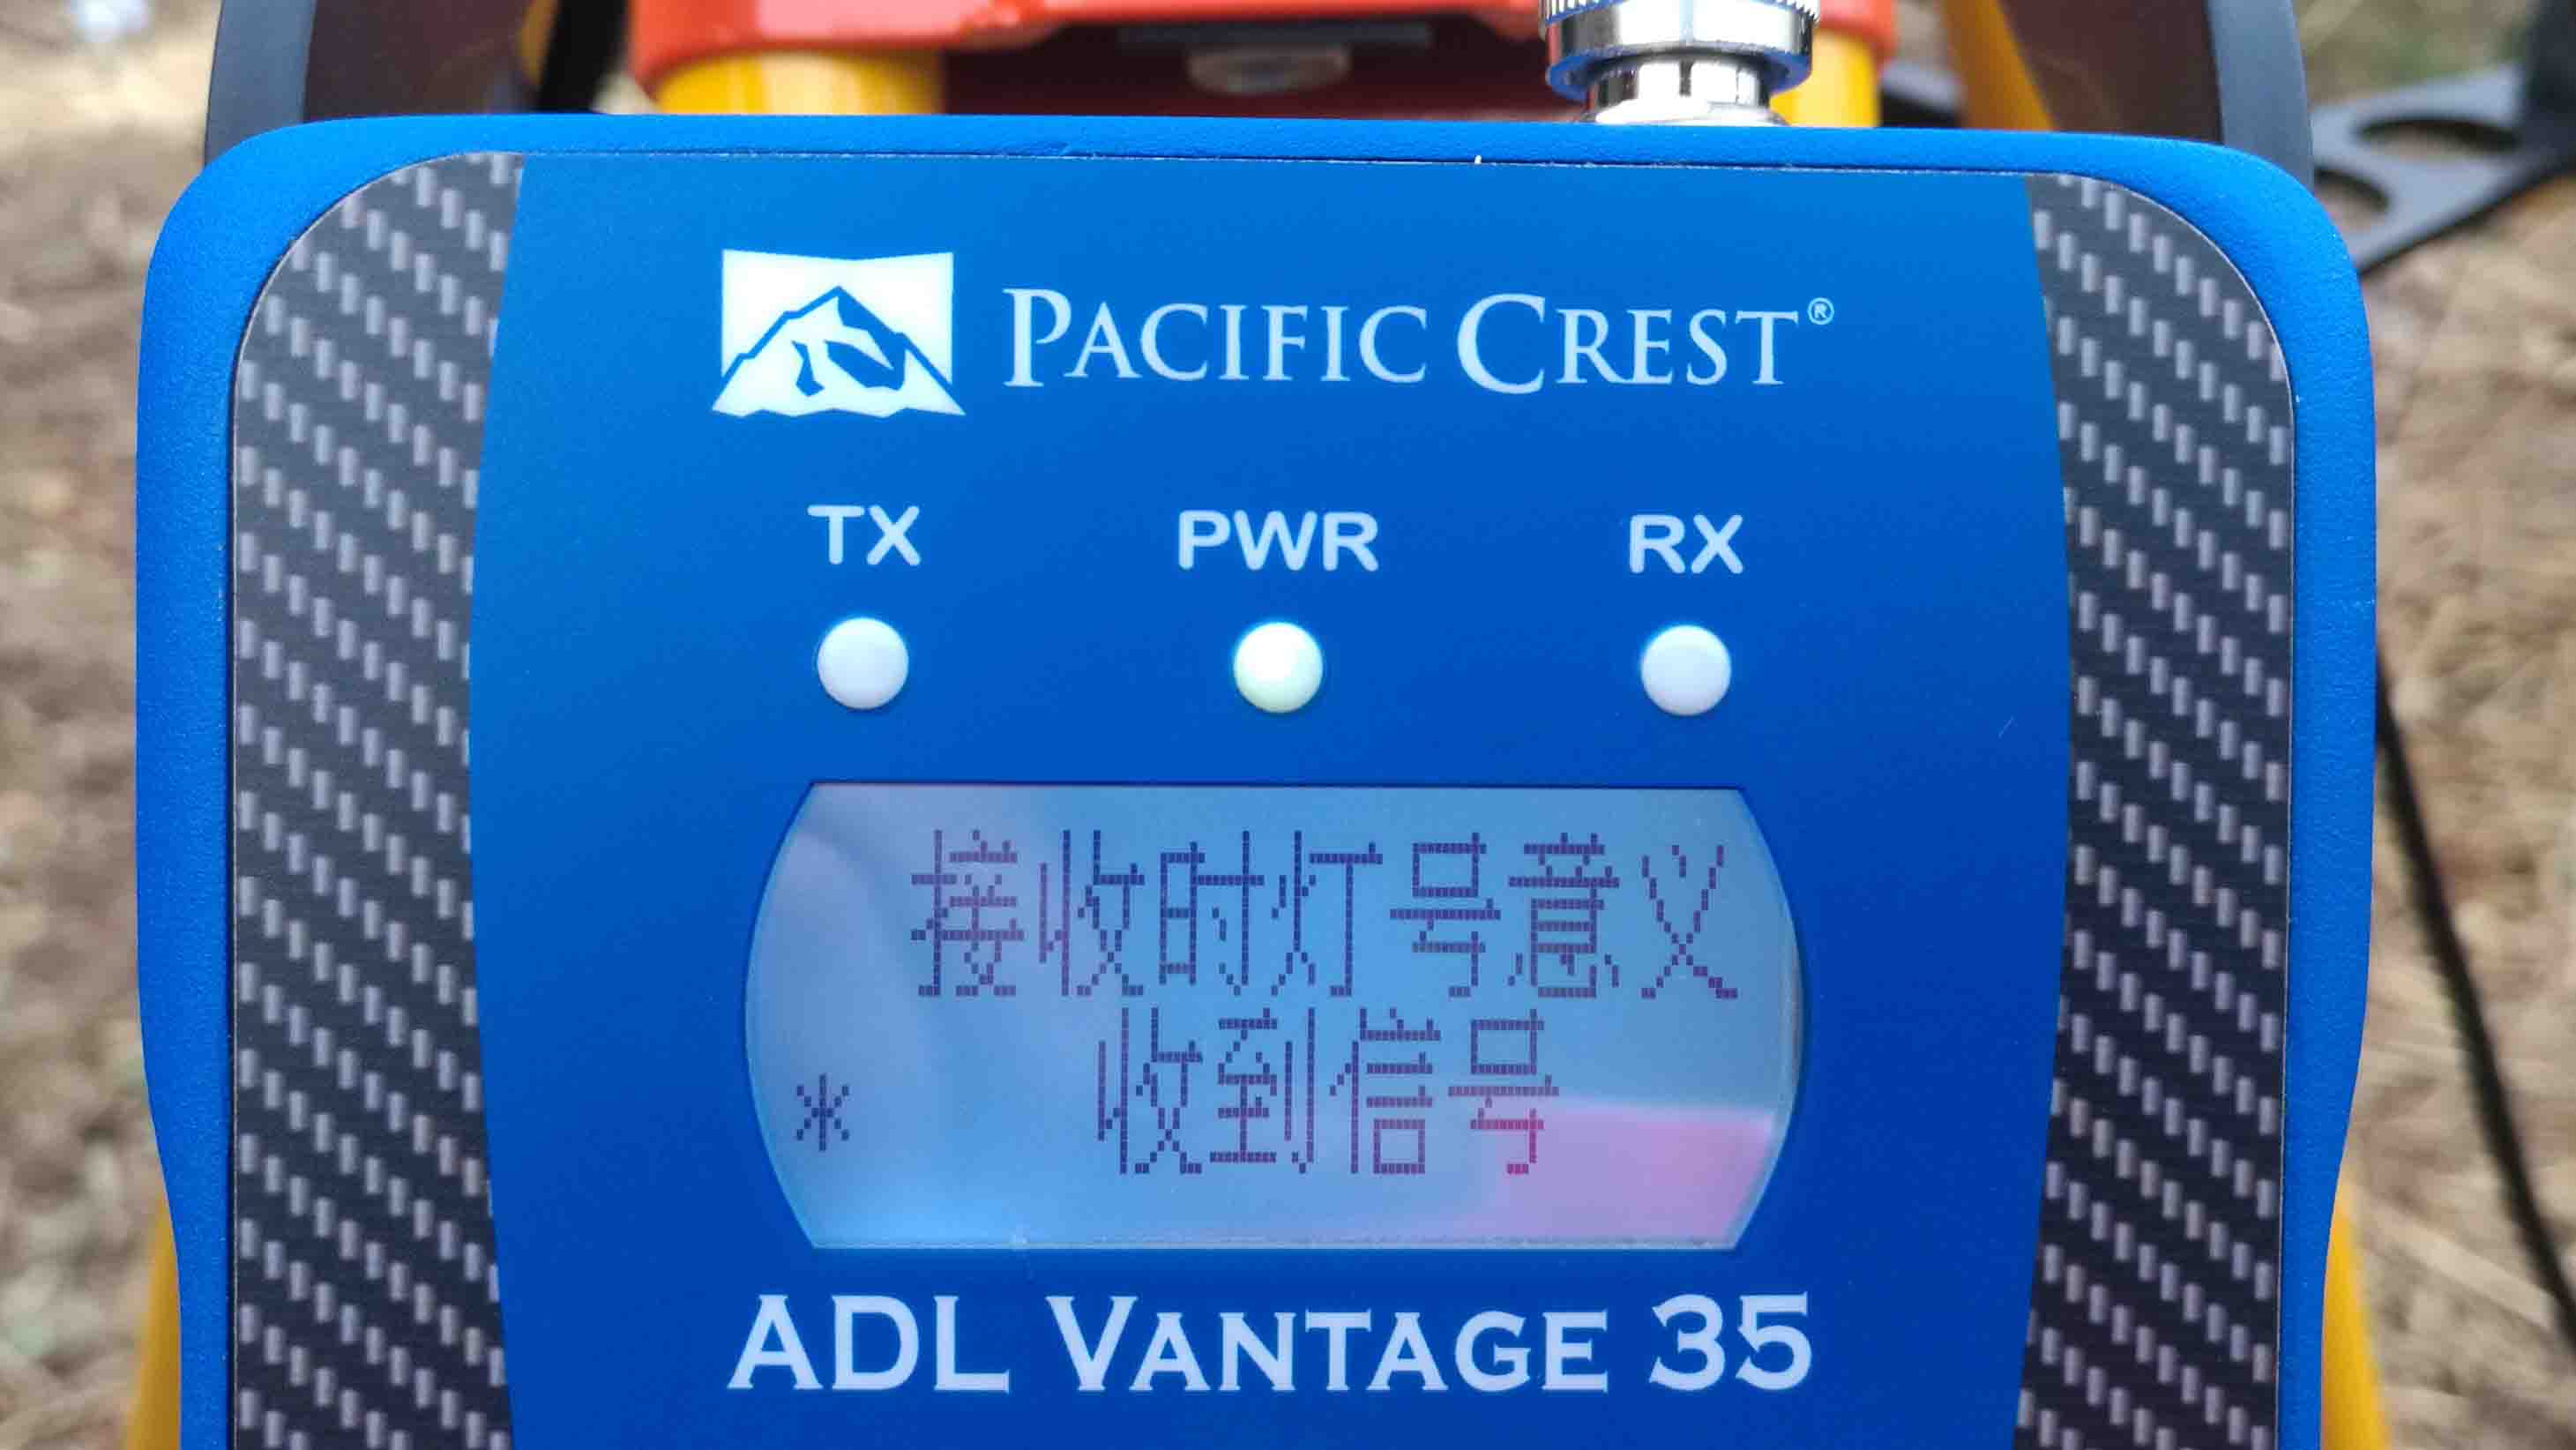 PACIFIC CREST®
TX PWR RX
接收时灯号意义
* 收到信号
ADL VANTAGE 35